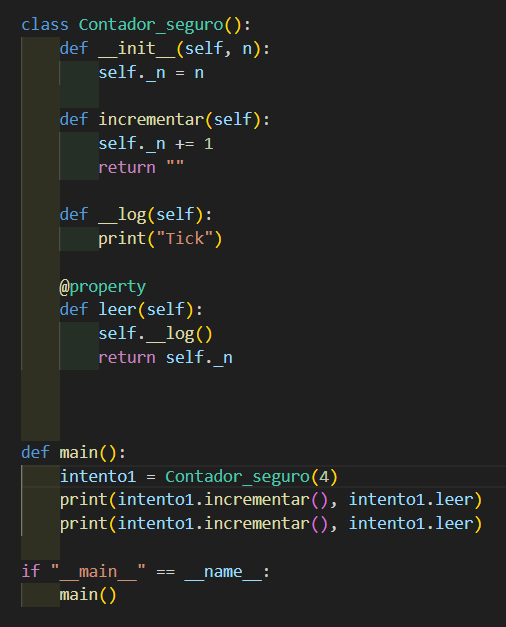 class Contador_seguro():
    def __init__(self, n):
        self._n = n

    def incrementar(self):
        self._n += 1
        return ""

    def __log(self):
        print("Tick")

    @property
    def leer(self):
        self.__log()
        return self._n



def main():
    intento1 = Contador_seguro(4)
    print(intento1.incrementar(), intento1.leer)
    print(intento1.incrementar(), intento1.leer)

if "__main__" == __name__:
    main()